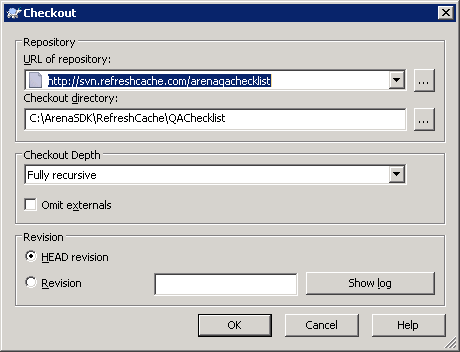 Checkout
Repository
URL of repository:
http://svn.refreshcache.com/arenaqachecklist
...
Checkout directory:
C:\ArenaSDK\RefreshCache\QAChecklist
...
Checkout Depth
Fully recursive
Omit externals
Revision
HEAD revision
Revision
Show log
OK
Cancel
Help